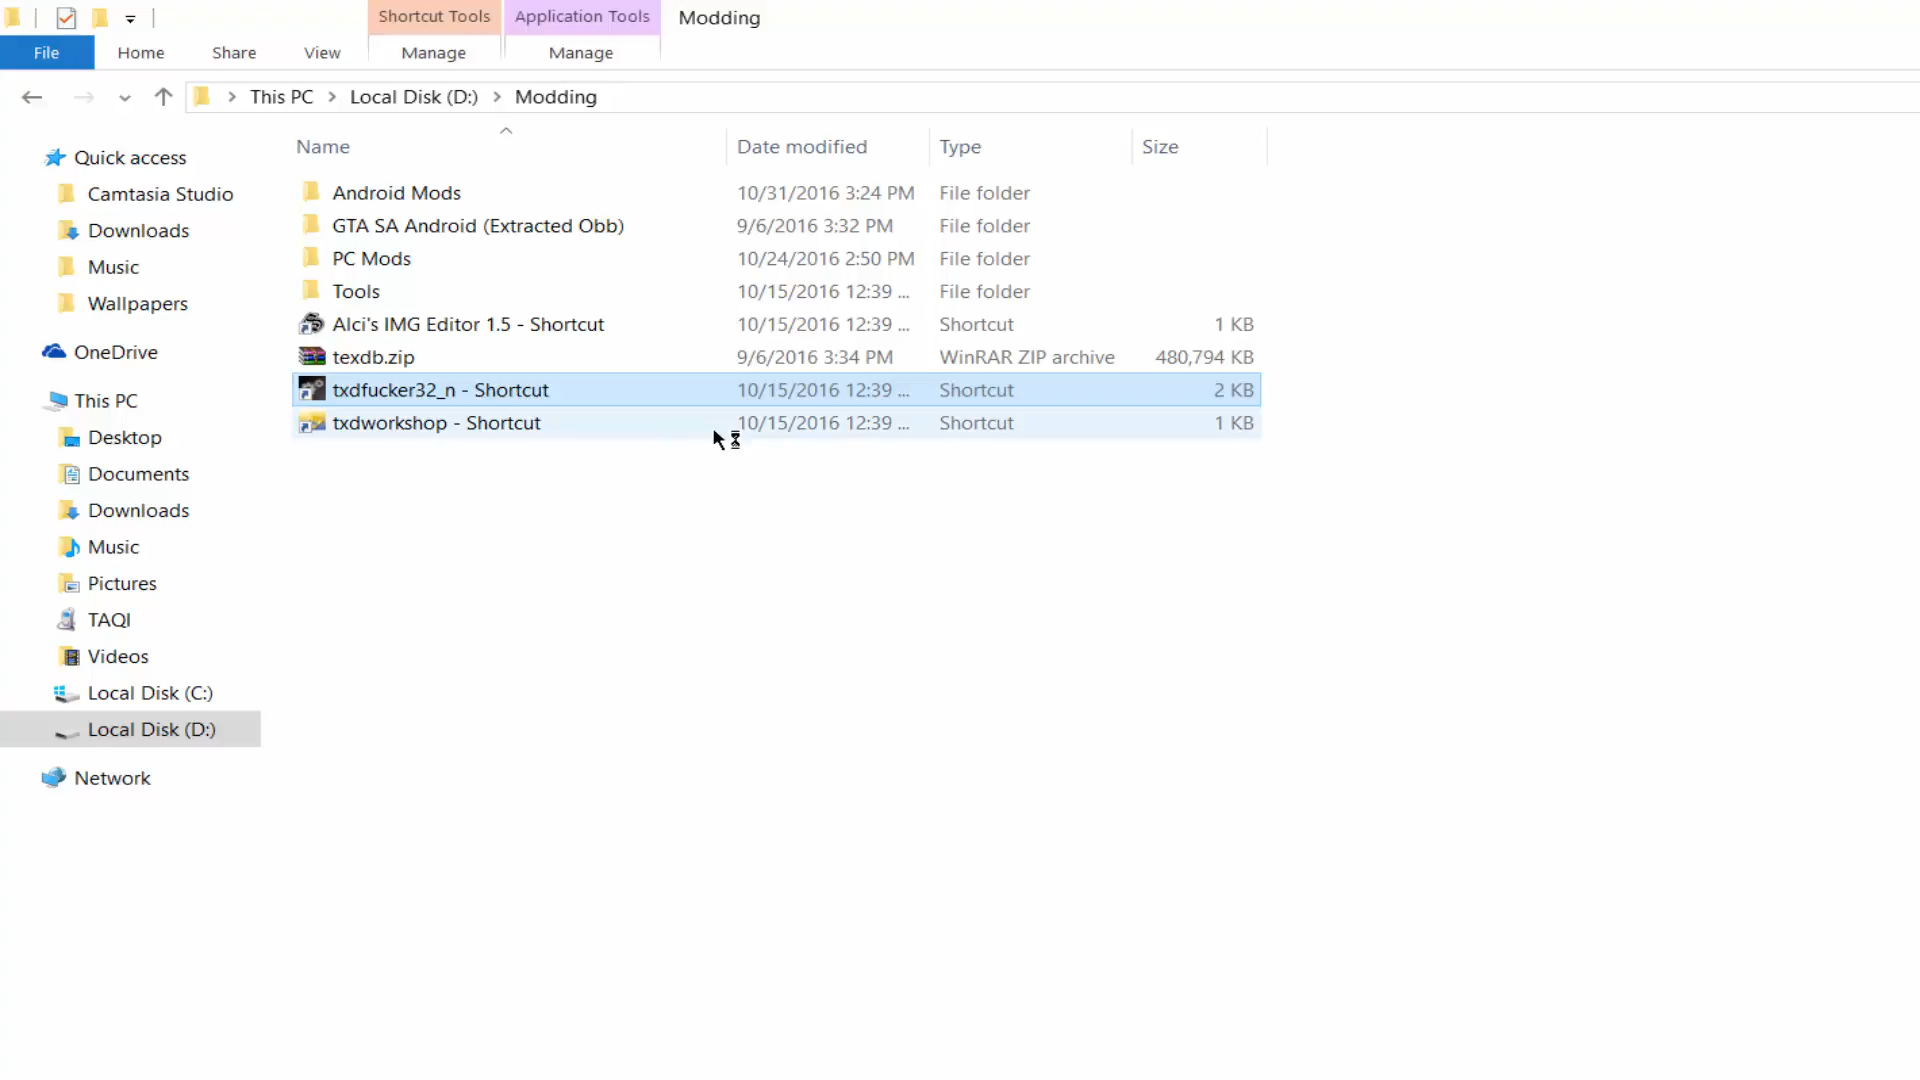 Shortcut Tools Application Tools Modding
File Home Share View Manage Manage
This PC Local Disk (D:) Modding
Name Date modified Type Size
Quick access
Camtasia Studio
Downloads
Music
Wallpapers
OneDrive
This PC
Desktop
Documents
Downloads
Music
Pictures
TAQI
Videos
Local Disk (C:)
Local Disk (D:)
Network
Android Mods 10/31/2016 3:24 PM File folder
GTA SA Android (Extracted Obb) 9/6/2016 3:32 PM File folder
PC Mods 10/24/2016 2:50 PM File folder
Tools 10/15/2016 12:39 ... File folder
Alci's IMG Editor 1.5 - Shortcut 10/15/2016 12:39 ... Shortcut 1 KB
texdb.zip 9/6/2016 3:34 PM WinRAR ZIP archive 480,794 KB
txdfucker32_n - Shortcut 10/15/2016 12:39 ... Shortcut 2 KB
txdworkshop - Shortcut 10/15/2016 12:39 ... Shortcut 1 KB